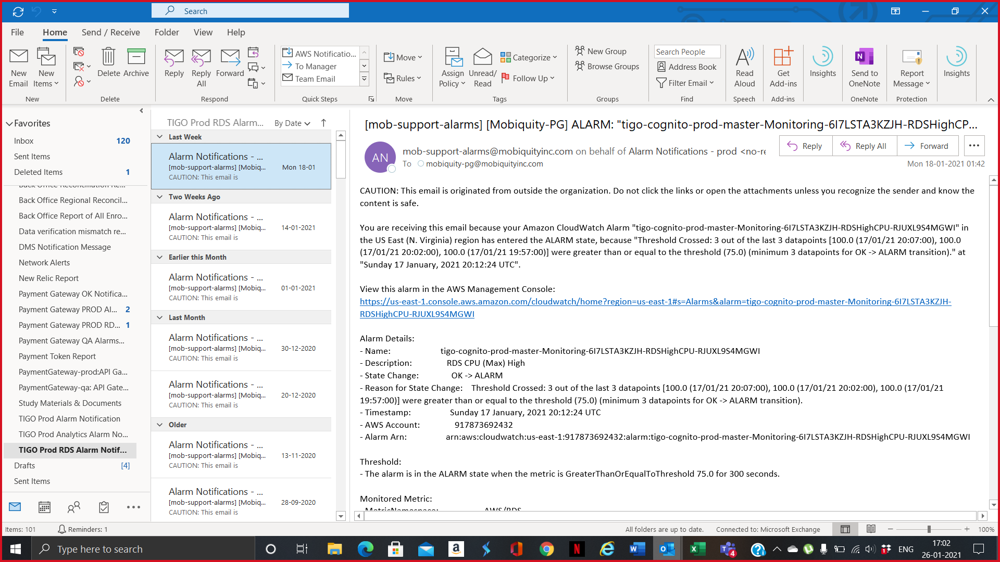 Search
File Home Send / Receive Folder View Help
New Email
New Items
New
Delete
Archive
Delete
Reply
Reply All
Forward
Respond
AWS Notificatio...
To Manager
Team Email
Quick Steps
Move
Rules
Move
Assign Policy
Unread/ Read
Categorize
Follow Up
Tags
New Group
Browse Groups
Groups
Search People
Address Book
Filter Email
Find
Read Aloud
Speech
Get Add-ins
Add-ins
Insights
Send to OneNote
OneNote
Report Message
Protection
Insights
Favorites
Inbox 120
Sent Items
Deleted Items 1
Back Office Regional Reconcil...
Back Office Report of All Enro...
Data verification mismatch re...
DMS Notification Message
Network Alerts
New Relic Report
Payment Gateway OK Notifica...
Payment Gateway PROD Al... 2
Payment Gateway PROD RD... 1
Payment Gateway QA Alarms...
Payment Token Report
PaymentGateway-prod:API Ga...
PaymentGateway-qa: API Gate...
Study Materials & Documents
TIGO Prod Alarm Notification
TIGO Prod Analytics Alarm No...
TIGO Prod RDS Alarm Notif...
Drafts [4]
Sent Items
TIGO Prod RDS Alarm... By Date
Last Week
Alarm Notifications - ...
[mob-support-alarms] [Mobiq... Mon 18-01
CAUTION: This email is
Two Weeks Ago
Alarm Notifications - ...
[mob-support-alarms] [Mobiq... 14-01-2021
CAUTION: This email is
Earlier this Month
Alarm Notifications - ...
[mob-support-alarms] [Mobiq... 01-01-2021
CAUTION: This email is
Last Month
Alarm Notifications - ...
[mob-support-alarms] [Mobiq... 30-12-2020
CAUTION: This email is
Alarm Notifications - ...
[mob-support-alarms] [Mobiq... 20-12-2020
CAUTION: This email is
Older
Alarm Notifications - ...
[mob-support-alarms] [Mobiq... 13-11-2020
CAUTION: This email is
Alarm Notifications - ...
[mob-support-alarms] [Mobiq... 28-09-2020
CAUTION: This email is
[mob-support-alarms] [Mobiquity-PG] ALARM: "tigo-cognito-prod-master-Monitoring-6I7LSTA3KZJH-RDSHighCP...
AN
mob-support-alarms@mobiquityinc.com on behalf of Alarm Notifications - prod <no-re
To mobiquity-pg@mobiquityinc.com
Reply Reply All Forward ...
Mon 18-01-2021 01:42
CAUTION: This email is originated from outside the organization. Do not click the links or open the attachments unless you recognize the sender and know the
content is safe.
You are receiving this email because your Amazon CloudWatch Alarm "tigo-cognito-prod-master-Monitoring-6I7LSTA3KZJH-RDSHighCPU-RJUXL9S4MGWI" in
the US East (N. Virginia) region has entered the ALARM state, because "Threshold Crossed: 3 out of the last 3 datapoints [100.0 (17/01/21 20:07:00), 100.0
(17/01/21 20:02:00), 100.0 (17/01/21 19:57:00)] were greater than or equal to the threshold (75.0) (minimum 3 datapoints for OK -> ALARM transition)." at
"Sunday 17 January, 2021 20:12:24 UTC".
View this alarm in the AWS Management Console:
https://us-east-1.console.aws.amazon.com/cloudwatch/home?region=us-east-1#s=Alarms&alarm=tigo-cognito-prod-master-Monitoring-6I7LSTA3KZJH-
RDSHighCPU-RJUXL9S4MGWI
Alarm Details:
- Name: tigo-cognito-prod-master-Monitoring-6I7LSTA3KZJH-RDSHighCPU-RJUXL9S4MGWI
- Description: RDS CPU (Max) High
- State Change: OK -> ALARM
- Reason for State Change: Threshold Crossed: 3 out of the last 3 datapoints [100.0 (17/01/21 20:07:00), 100.0 (17/01/21 20:02:00), 100.0 (17/01/21
19:57:00)] were greater than or equal to the threshold (75.0) (minimum 3 datapoints for OK -> ALARM transition).
- Timestamp: Sunday 17 January, 2021 20:12:24 UTC
- AWS Account: 917873692432
- Alarm Arn: arn:aws:cloudwatch:us-east-1:917873692432:alarm:tigo-cognito-prod-master-Monitoring-6I7LSTA3KZJH-RDSHighCPU-RJUXL9S4MGWI
Threshold:
- The alarm is in the ALARM state when the metric is GreaterThanOrEqualToThreshold 75.0 for 300 seconds.
Monitored Metric:
- MetricNamespace: AWS/RDS
Items: 101 Reminders: 1 All folders are up to date. Connected to: Microsoft Exchange 100%
Type here to search
ENG
17:02
26-01-2021